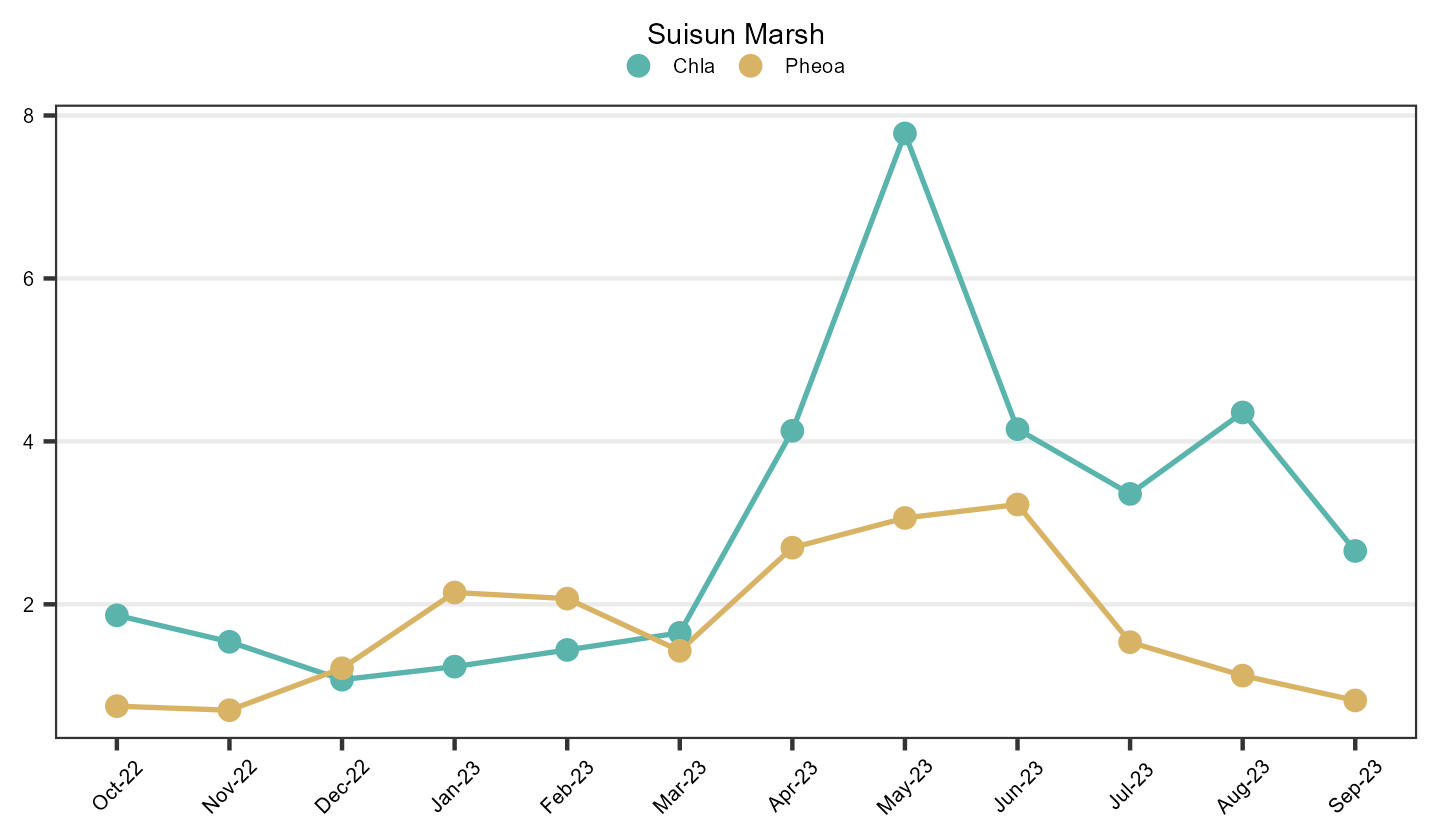 Suisun Marsh
Chla Pheoa
8
6
4
2
Oct-22 Nov-22 Dec-22 Jan-23 Feb-23 Mar-23 Apr-23 May-23 Jun-23 Jul-23 Aug-23 Sep-23